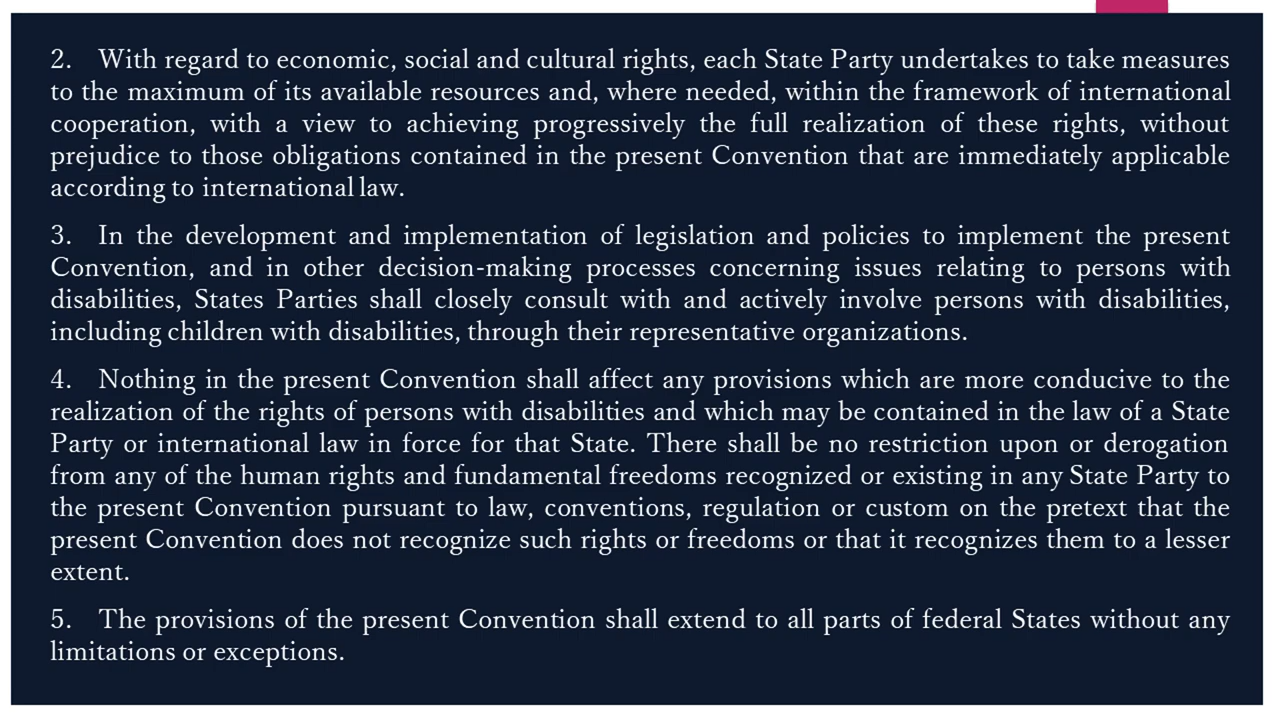 2. With regard to economic, social and cultural rights, each State Party undertakes to take measures
to the maximum of its available resources and, where needed, within the framework of international
cooperation, with a view to achieving progressively the full realization of these rights, without
prejudice to those obligations contained in the present Convention that are immediately applicable
according to international law.
3. In the development and implementation of legislation and policies to implement the present
Convention, and in other decision-making processes concerning issues relating to persons with
disabilities, States Parties shall closely consult with and actively involve persons with disabilities,
including children with disabilities, through their representative organizations.
4. Nothing in the present Convention shall affect any provisions which are more conducive to the
realization of the rights of persons with disabilities and which may be contained in the law of a State
Party or international law in force for that State. There shall be no restriction upon or derogation
from any of the human rights and fundamental freedoms recognized or existing in any State Party to
the present Convention pursuant to law, conventions, regulation or custom on the pretext that the
present Convention does not recognize such rights or freedoms or that it recognizes them to a lesser
extent.
5. The provisions of the present Convention shall extend to all parts of federal States without any
limitations or exceptions.